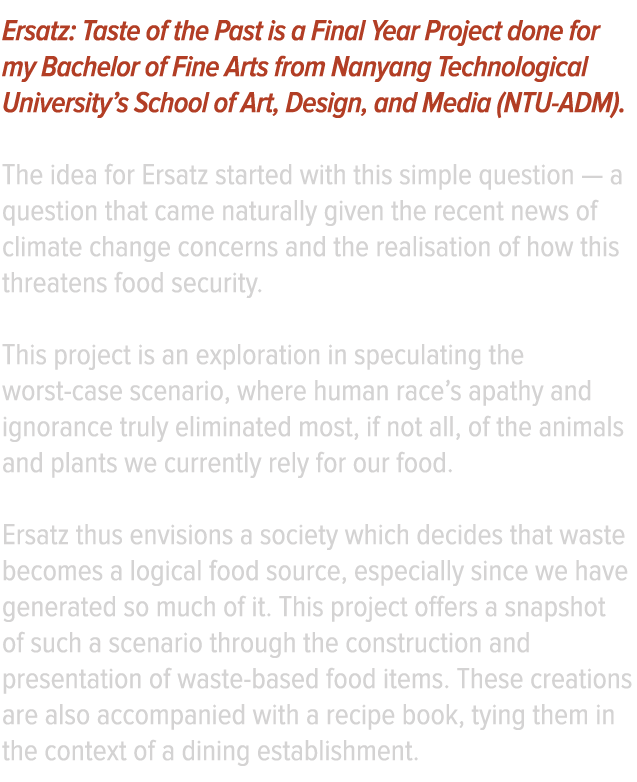 Ersatz: Taste of the Past is a Final Year Project done for
my Bachelor of Fine Arts from Nanyang Technological
University’s School of Art, Design, and Media (NTU-ADM).
The idea for Ersatz started with this simple question — a
question that came naturally given the recent news of
climate change concerns and the realisation of how this
threatens food security.
This project is an exploration in speculating the
worst-case scenario, where human race’s apathy and
ignorance truly eliminated most, if not all, of the animals
and plants we currently rely for our food.
Ersatz thus envisions a society which decides that waste
becomes a logical food source, especially since we have
generated so much of it. This project offers a snapshot
of such a scenario through the construction and
presentation of waste-based food items. These creations
are also accompanied with a recipe book, tying them in
the context of a dining establishment.